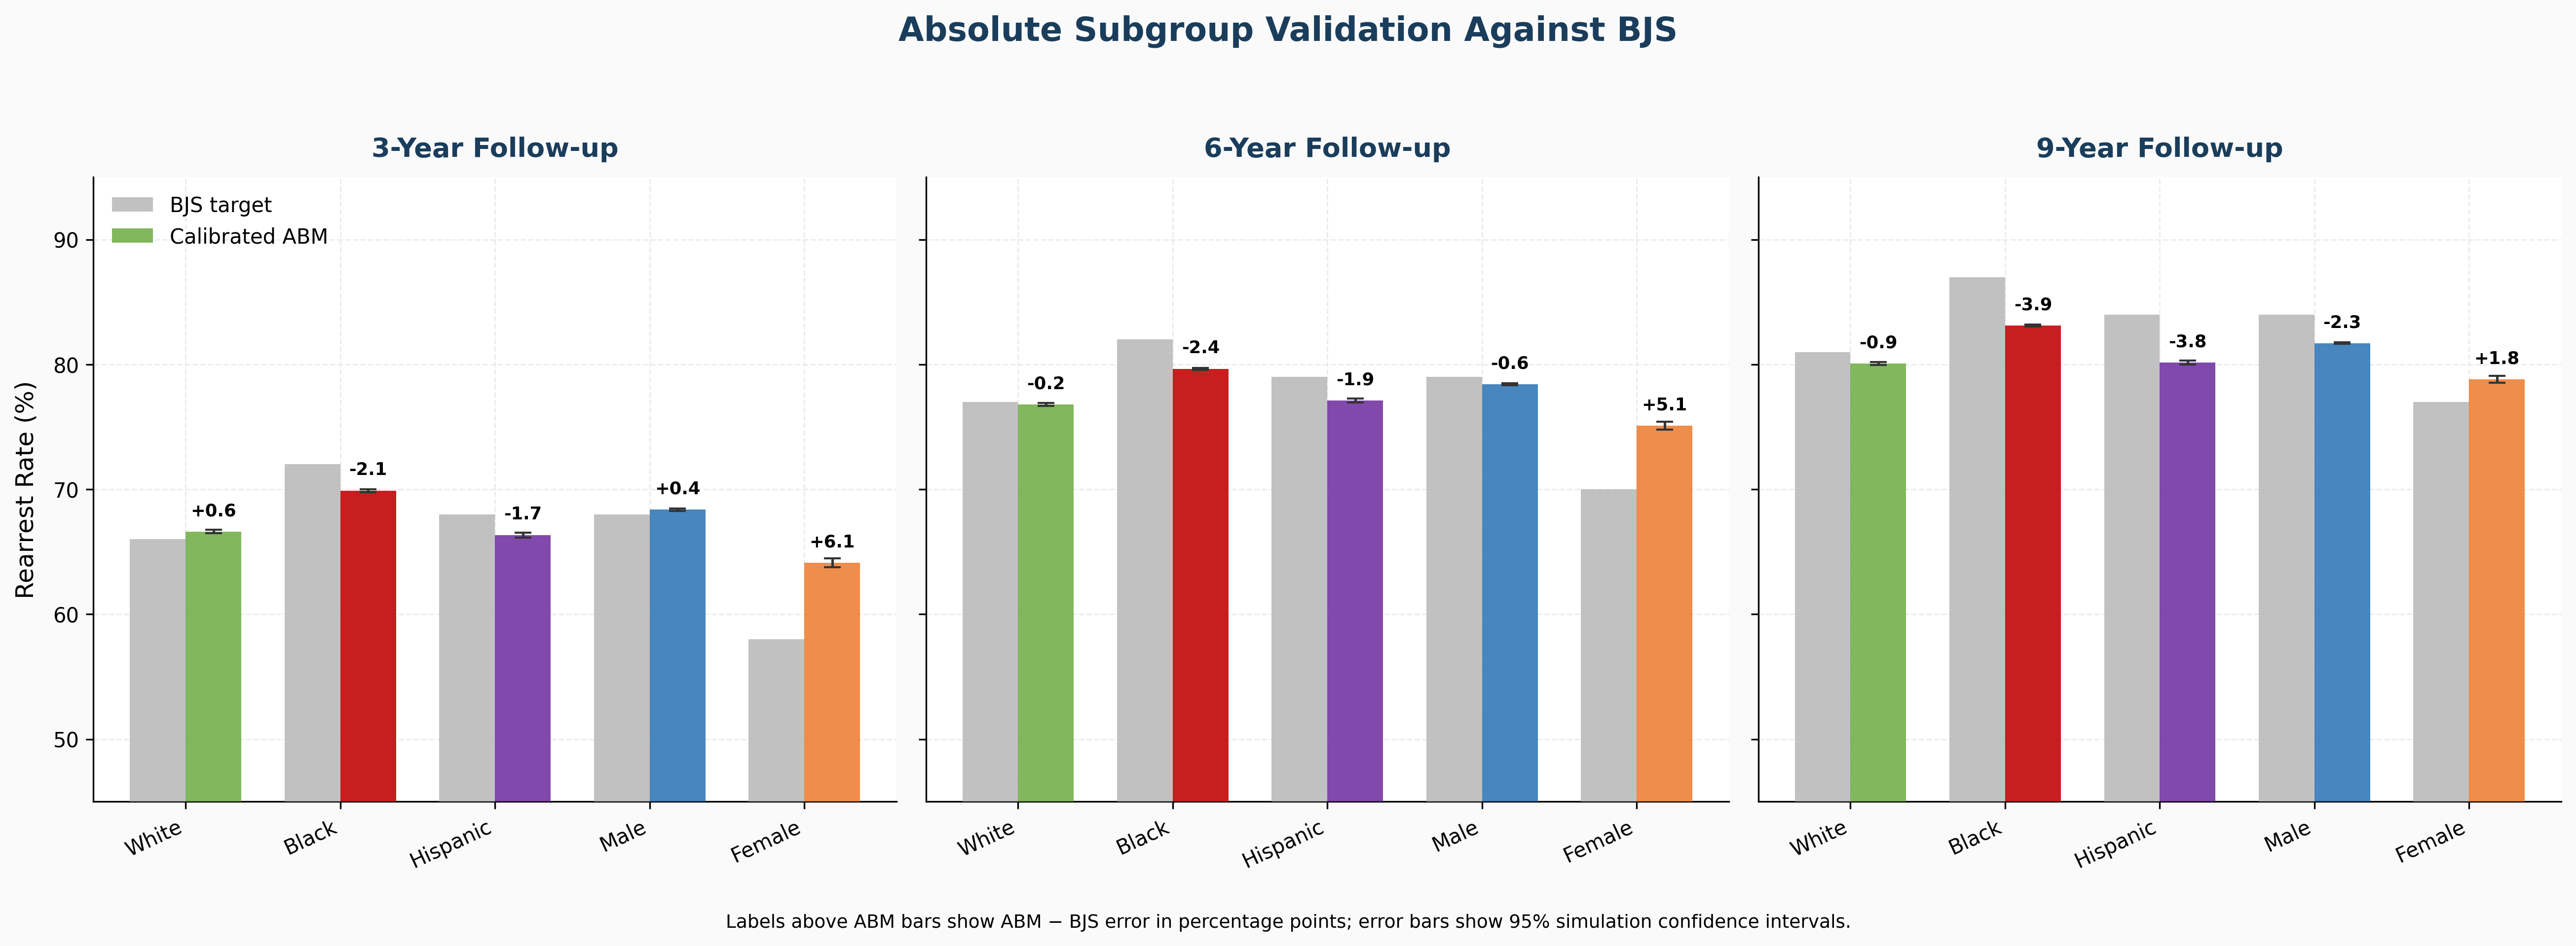 Absolute Subgroup Validation Against BJS
3-Year Follow-up
BJS target
Calibrated ABM
Rearrest Rate (%)
90
80
70
60
50
+0.6
-2.1
-1.7
+0.4
+6.1
White
Black
Hispanic
Male
Female
6-Year Follow-up
-0.2
-2.4
-1.9
-0.6
+5.1
White
Black
Hispanic
Male
Female
9-Year Follow-up
-0.9
-3.9
-3.8
-2.3
+1.8
White
Black
Hispanic
Male
Female
Labels above ABM bars show ABM − BJS error in percentage points; error bars show 95% simulation confidence intervals.